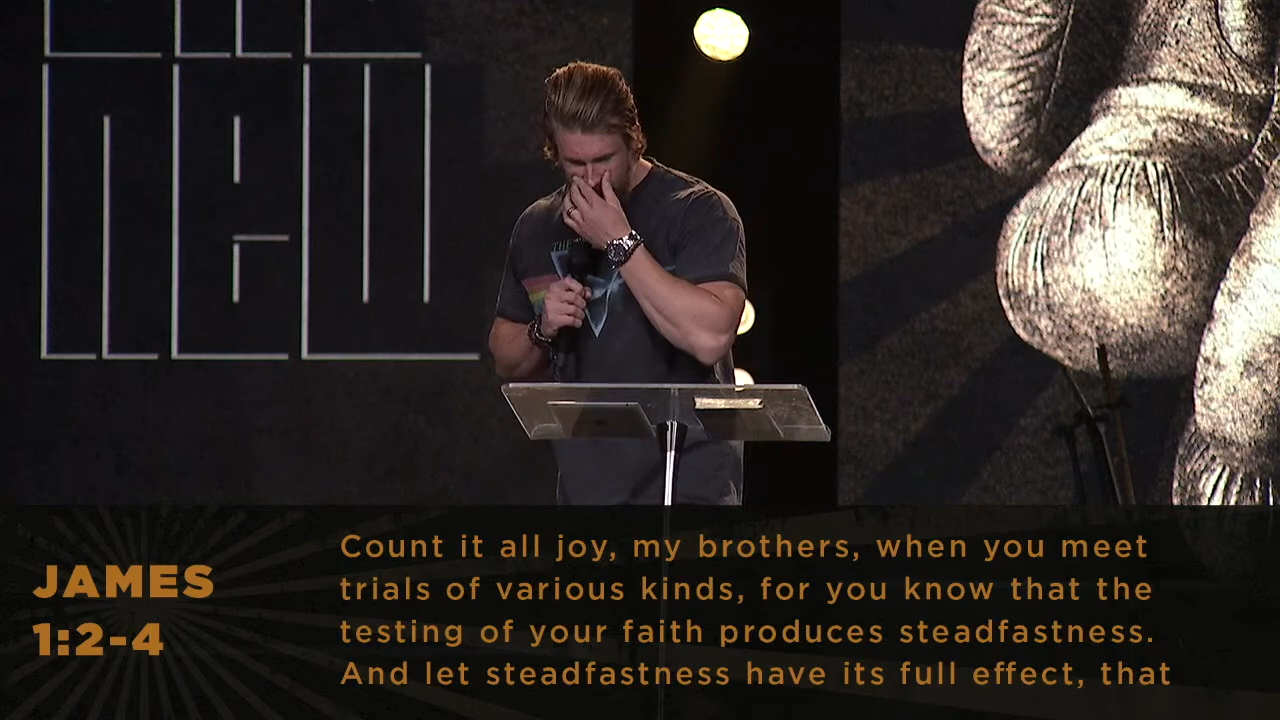 new
THE
JAMES
1:2-4
Count it all joy, my brothers, when you meet
trials of various kinds, for you know that the
testing of your faith produces steadfastness.
And let steadfastness have its full effect, that